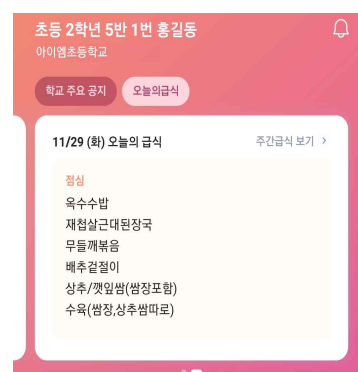 초등 2학년 5반 1번 홍길동
아이엠초등학교
학교 주요 공지
오늘의급식
11/29 (화) 오늘의 급식
주간급식 보기 >
점심
옥수수밥
재첩살근대된장국
무들깨볶음
배추겉절이
상추/깻잎쌈(쌈장포함)
수육(쌈장,상추쌈따로)